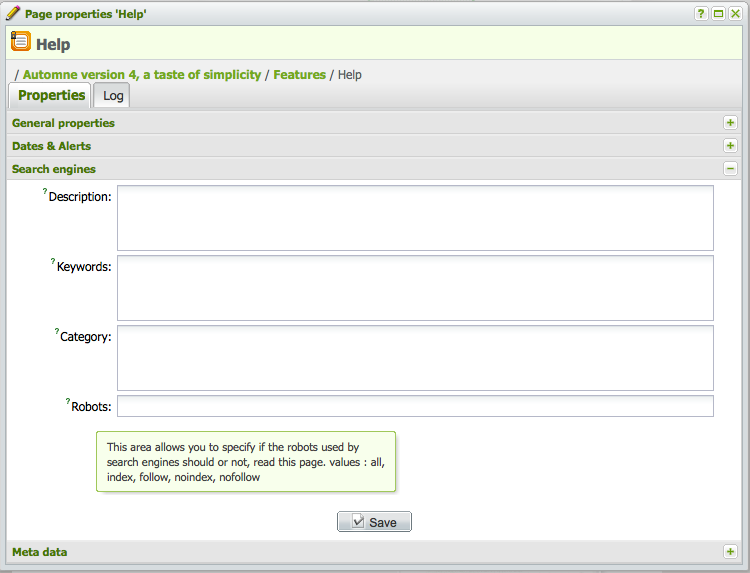 Page properties 'Help'
?
Help
/ Automne version 4, a taste of simplicity / Features / Help
Properties
Log
General properties
Dates & Alerts
Search engines
?Description:
?Keywords:
?Category:
?Robots:
This area allows you to specify if the robots used by
search engines should or not, read this page. values : all,
index, follow, noindex, nofollow
Save
Meta data